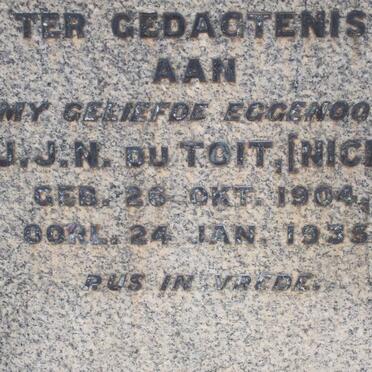 TER GEDAGTENIS
AAN
MY GELIEFDE EGGENOO
J.J.N. DU TOIT, [NIC
GEB. 26 OKT. 1904,
OORL. 24 JAN. 1935
RUS IN VREDE.